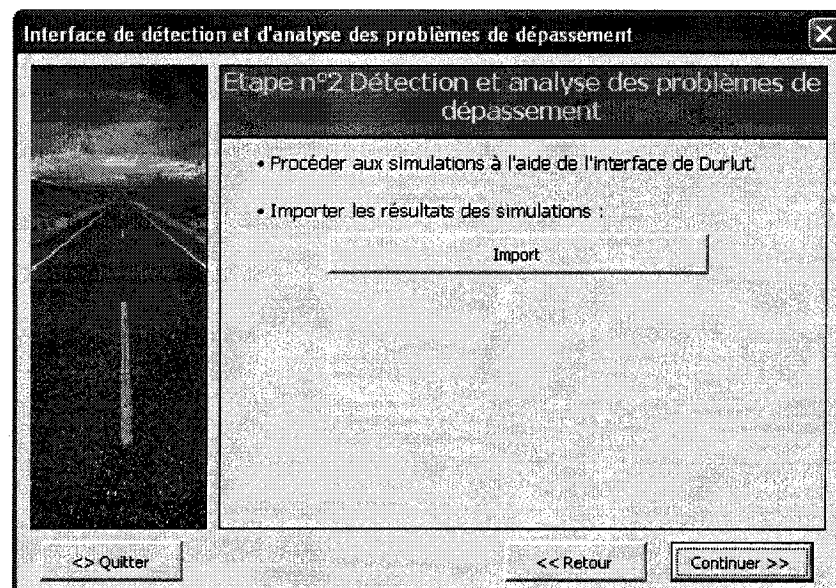 Interface de détection et d'analyse des problèmes de dépassement
Etape n°2 Détection et analyse des problèmes de
dépassement
• Procéder aux simulations à l'aide de l'interface de Durlut.
• Importer les résultats des simulations :
Import
<> Quitter
<< Retour
Continuer >>